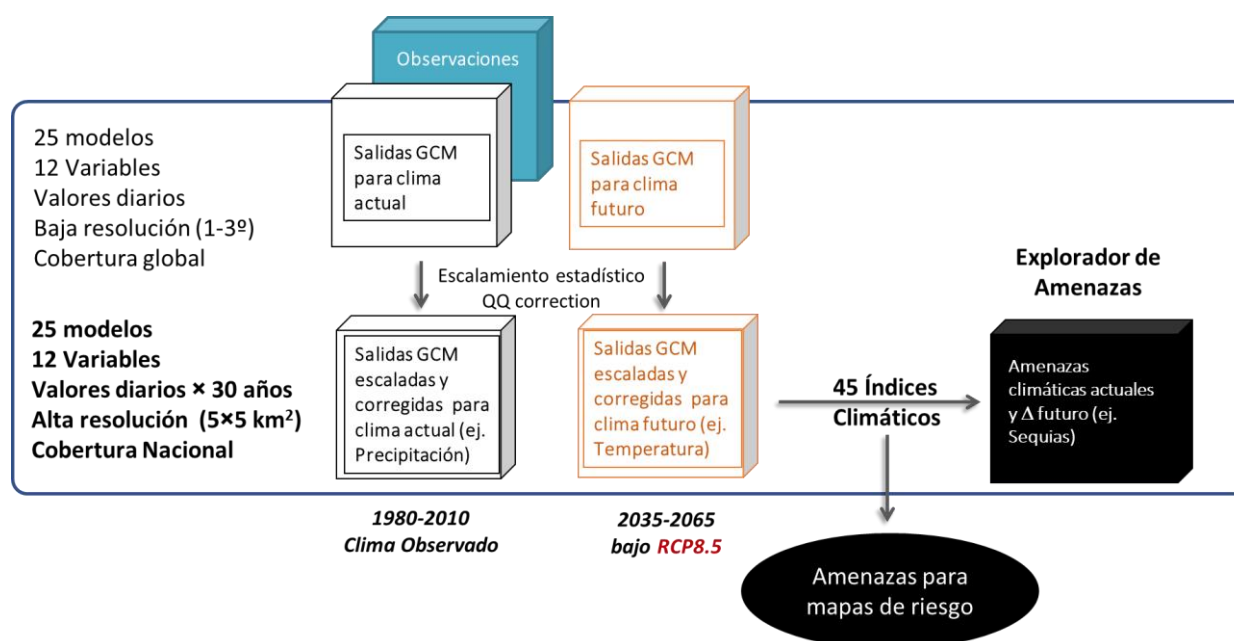 Observaciones
25 modelos
12 Variables
Valores diarios
Baja resolución (1-3º)
Cobertura global
Salidas GCM
para clima
actual
Salidas GCM
para clima
futuro
Escalamiento estadístico
QQ correction
25 modelos
12 Variables
Valores diarios × 30 años
Alta resolución (5×5 km²)
Cobertura Nacional
Salidas GCM
escaladas y
corregidas para
clima actual (ej.
Precipitación)
Salidas GCM
escaladas y
corregidas para
clima futuro (ej.
Temperatura)
45 Índices
Climáticos
Explorador de
Amenazas
Amenazas
climáticas actuales
y Δ futuro (ej.
Sequias)
1980-2010
Clima Observado
2035-2065
bajo RCP8.5
Amenazas para
mapas de riesgo